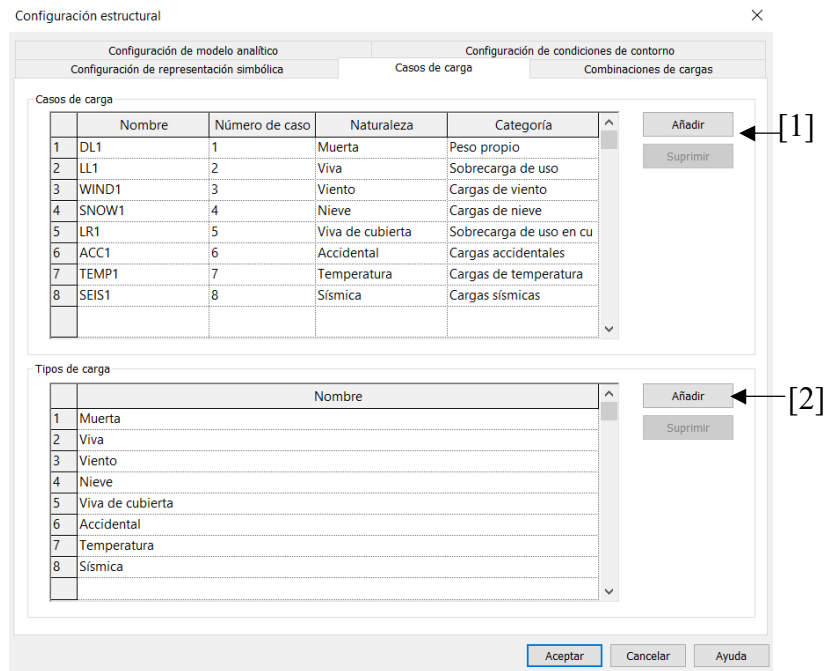 Configuración estructural
Configuración de modelo analítico Configuración de condiciones de contorno
Configuración de representación simbólica Casos de carga Combinaciones de cargas
Casos de carga
Nombre Número de caso Naturaleza Categoría Añadir [1]
1 DL1 1 Muerta Peso propio Suprimir
2 LL1 2 Viva Sobrecarga de uso
3 WIND1 3 Viento Cargas de viento
4 SNOW1 4 Nieve Cargas de nieve
5 LR1 5 Viva de cubierta Sobrecarga de uso en cu
6 ACC1 6 Accidental Cargas accidentales
7 TEMP1 7 Temperatura Cargas de temperatura
8 SEIS1 8 Sísmica Cargas sísmicas
Tipos de carga
Nombre Añadir [2]
1 Muerta Suprimir
2 Viva
3 Viento
4 Nieve
5 Viva de cubierta
6 Accidental
7 Temperatura
8 Sísmica
Aceptar Cancelar Ayuda